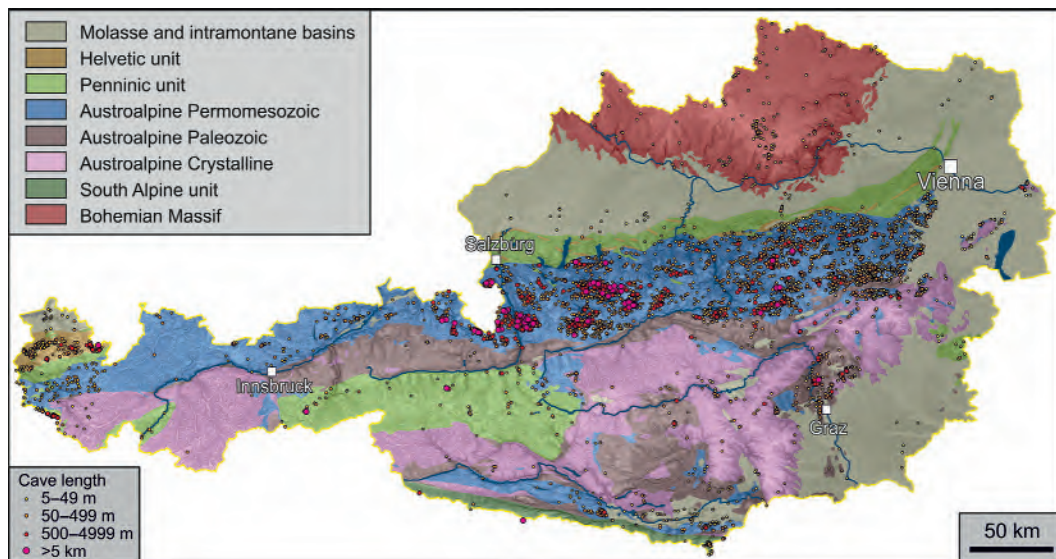 Molasse and intramontane basins
Helvetic unit
Penninic unit
Austroalpine Permomesozoic
Austroalpine Paleozoic
Austroalpine Crystalline
South Alpine unit
Bohemian Massif
Vienna
Salzburg
Innsbruck
Graz
Cave length
5–49 m
50–499 m
500–4999 m
>5 km
50 km